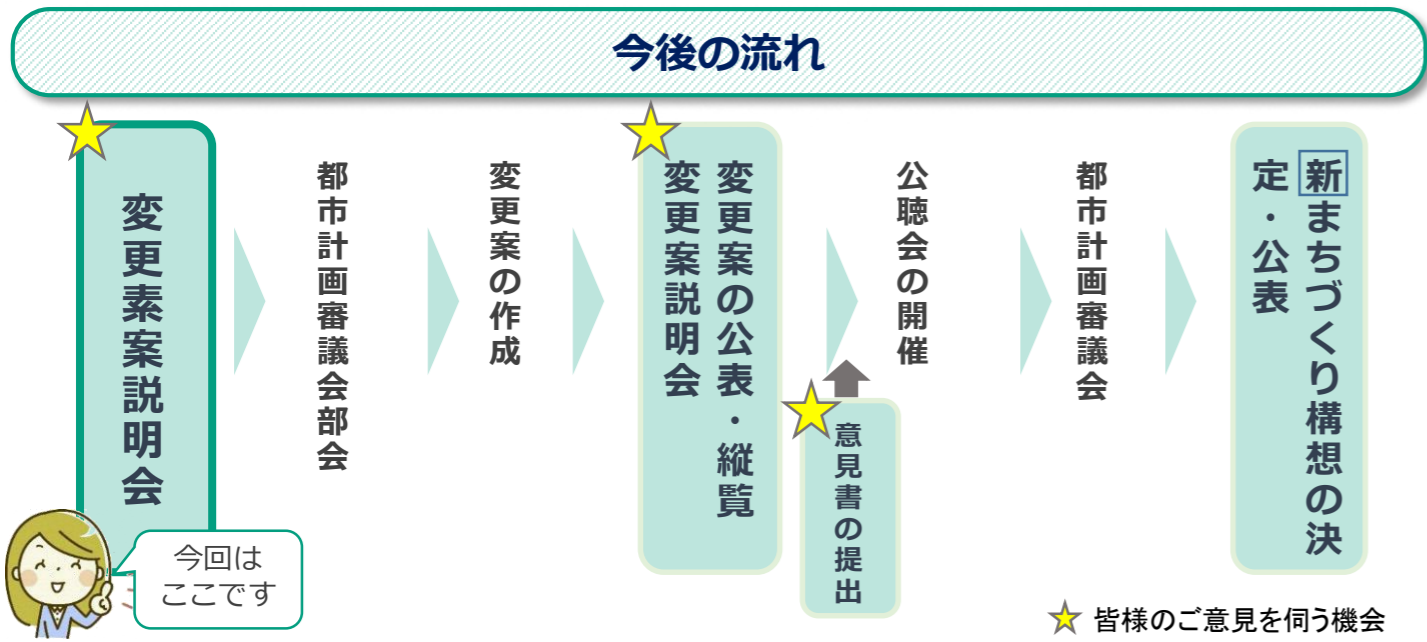 今後の流れ
変更素案説明会
今回は
ここです
都市計画審議会部会
変更案の作成
変更案の公表・縦覧
変更案説明会
意見書の提出
公聴会の開催
都市計画審議会
新まちづくり構想の決
定・公表
皆様のご意見を伺う機会